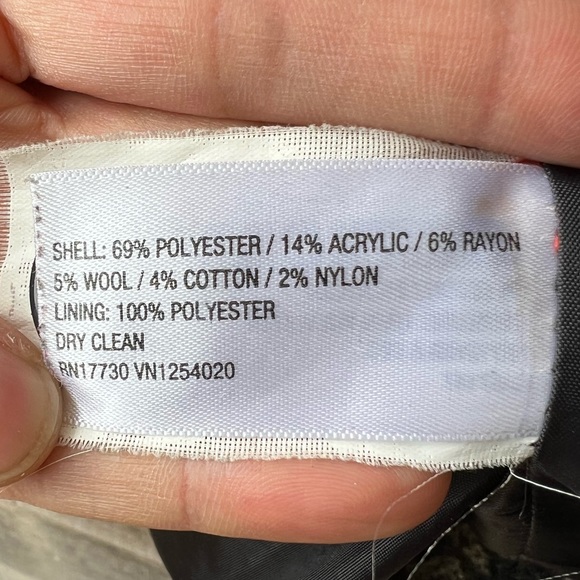 SHELL: 69% POLYESTER / 14% ACRYLIC / 6% RAYON
5% WOOL / 4% COTTON / 2% NYLON
LINING: 100% POLYESTER
DRY CLEAN
RN17730 VN1254020